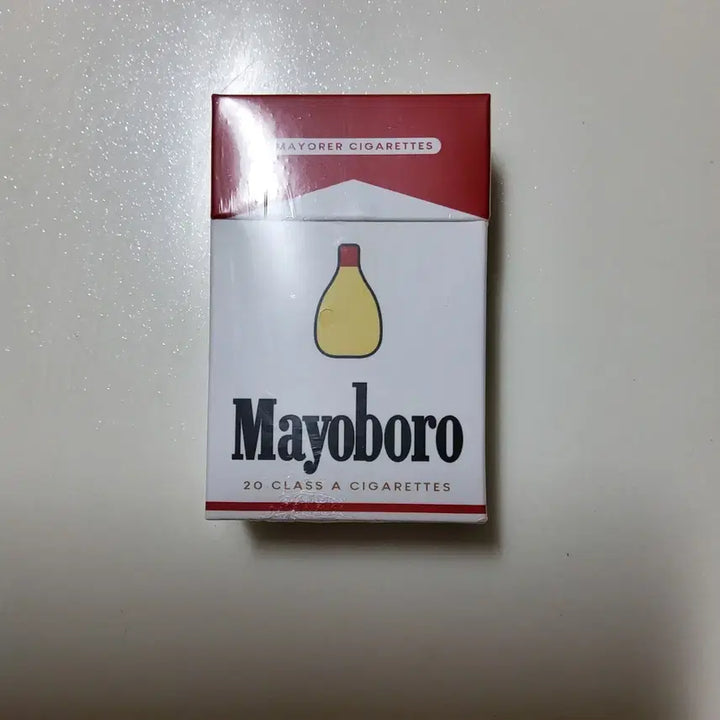 MAYORER CIGARETTES
Mayoboro
20 CLASS A CIGARETTES